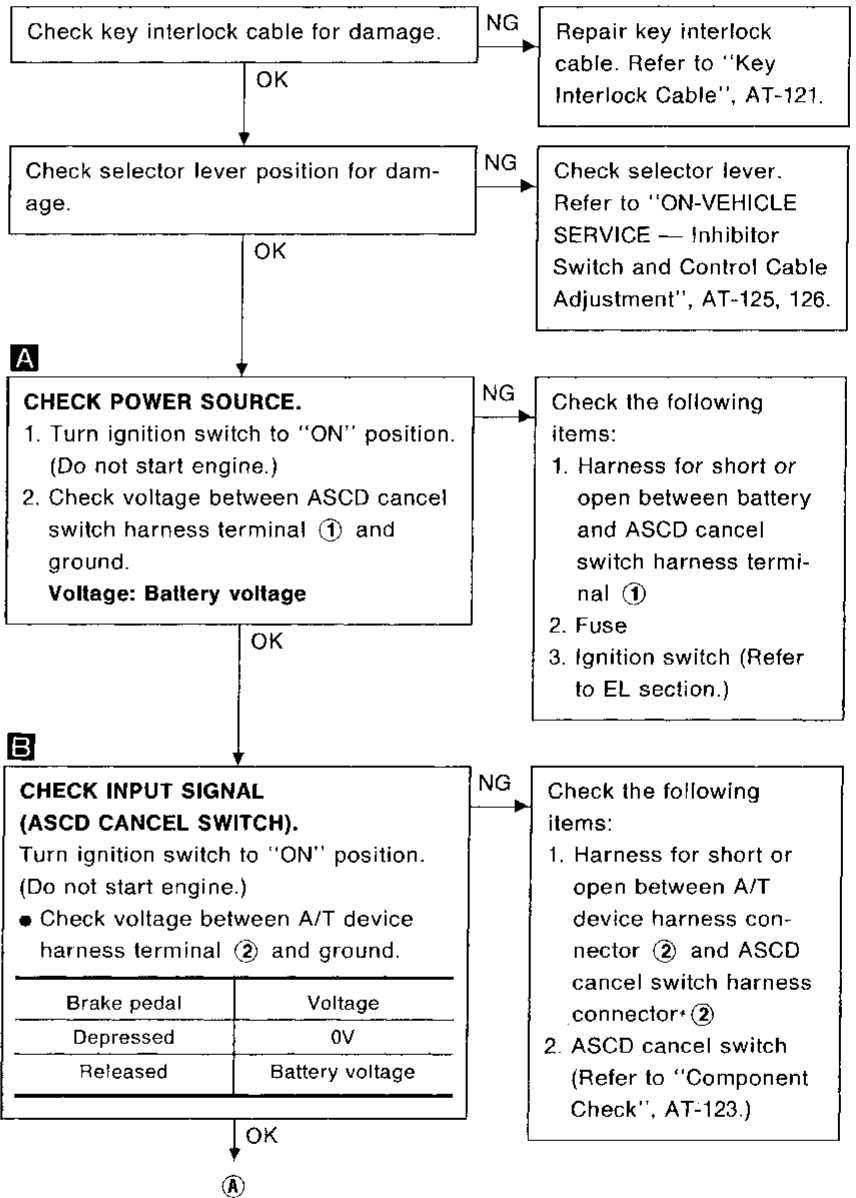 Check key interlock cable for damage.
NG
Repair key interlock
cable. Refer to "Key
Interlock Cable", AT-121.
OK
Check selector lever position for dam-
age.
NG
Check selector lever.
Refer to "ON-VEHICLE
SERVICE — Inhibitor
Switch and Control Cable
Adjustment", AT-125, 126.
OK
A
CHECK POWER SOURCE.
1. Turn ignition switch to "ON" position.
(Do not start engine.)
2. Check voltage between ASCD cancel
switch harness terminal ① and
ground.
Voltage: Battery voltage
NG
Check the following
items:
1. Harness for short or
open between battery
and ASCD cancel
switch harness termi-
nal ①
2. Fuse
3. Ignition switch (Refer
to EL section.)
OK
B
CHECK INPUT SIGNAL
(ASCD CANCEL SWITCH).
Turn ignition switch to "ON" position.
(Do not start engine.)
● Check voltage between A/T device
harness terminal ② and ground.
Brake pedal Voltage
Depressed 0V
Released Battery voltage
NG
Check the following
items:
1. Harness for short or
open between A/T
device harness con-
nector ② and ASCD
cancel switch harness
connector ②
2. ASCD cancel switch
(Refer to "Component
Check", AT-123.)
OK
Ⓐ